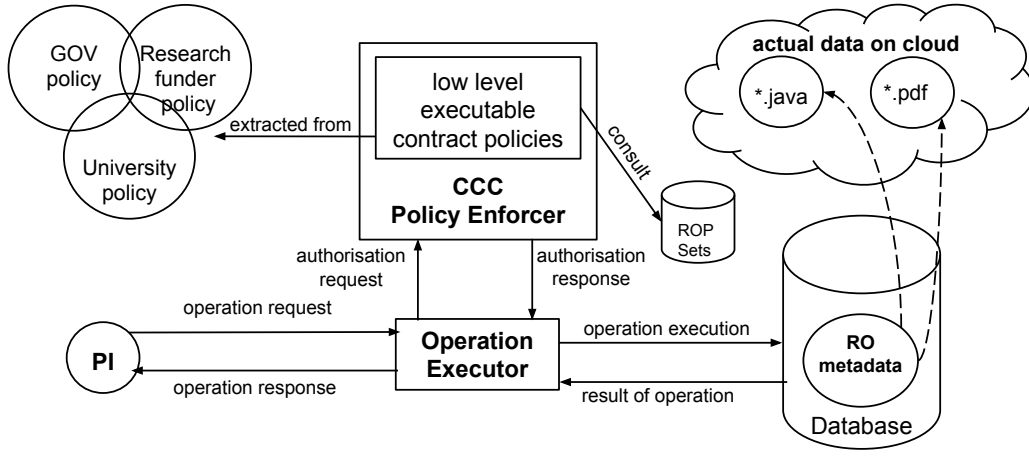 GOV
policy
Research
funder
policy
University
policy
extracted from
low level
executable
contract policies
CCC
Policy Enforcer
consult
ROP
Sets
actual data on cloud
*.java
*.pdf
authorisation
request
authorisation
response
operation request
PI
operation response
Operation
Executor
operation execution
result of operation
RO
metadata
Database